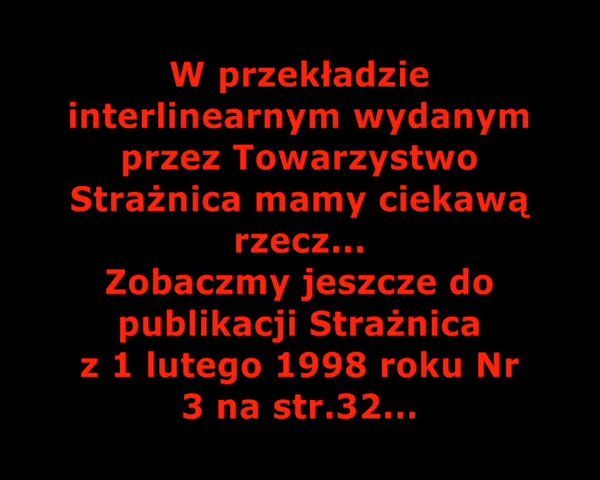 W przekładzie
interlinearnym wydanym
przez Towarzystwo
Strażnica mamy ciekawą
rzecz...
Zobaczmy jeszcze do
publikacji Strażnica
z 1 lutego 1998 roku Nr
3 na str.32...